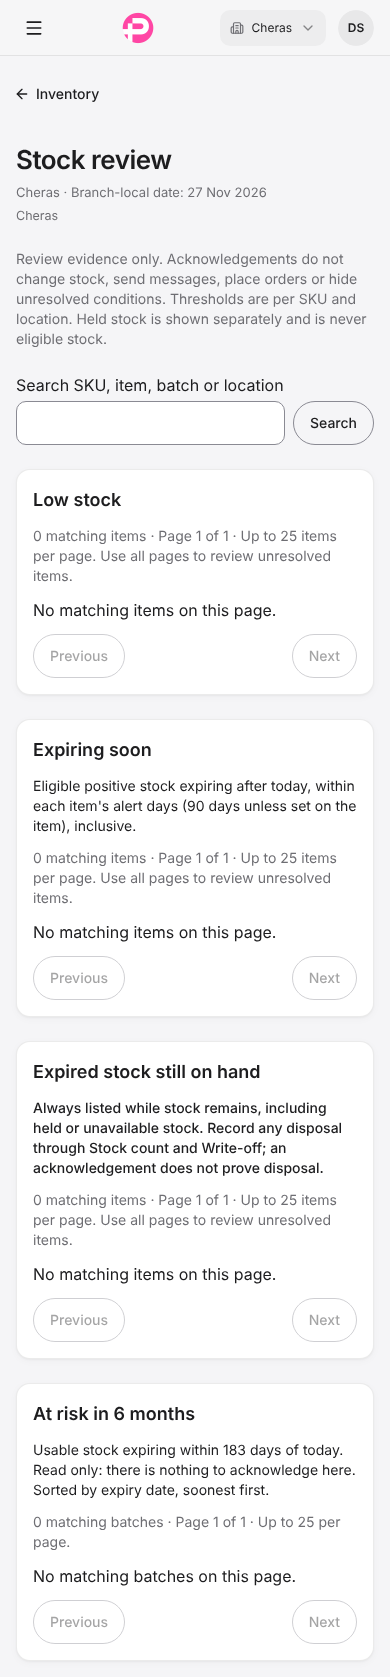 Cheras
DS
Inventory
Stock review
Cheras · Branch-local date: 27 Nov 2026
Cheras
Review evidence only. Acknowledgements do not
change stock, send messages, place orders or hide
unresolved conditions. Thresholds are per SKU and
location. Held stock is shown separately and is never
eligible stock.
Search SKU, item, batch or location
Search
Low stock
0 matching items · Page 1 of 1 · Up to 25 items
per page. Use all pages to review unresolved
items.
No matching items on this page.
Previous
Next
Expiring soon
Eligible positive stock expiring after today, within
each item's alert days (90 days unless set on the
item), inclusive.
0 matching items · Page 1 of 1 · Up to 25 items
per page. Use all pages to review unresolved
items.
No matching items on this page.
Previous
Next
Expired stock still on hand
Always listed while stock remains, including
held or unavailable stock. Record any disposal
through Stock count and Write-off; an
acknowledgement does not prove disposal.
0 matching items · Page 1 of 1 · Up to 25 items
per page. Use all pages to review unresolved
items.
No matching items on this page.
Previous
Next
At risk in 6 months
Usable stock expiring within 183 days of today.
Read only: there is nothing to acknowledge here.
Sorted by expiry date, soonest first.
0 matching batches · Page 1 of 1 · Up to 25 per
page.
No matching batches on this page.
Previous
Next